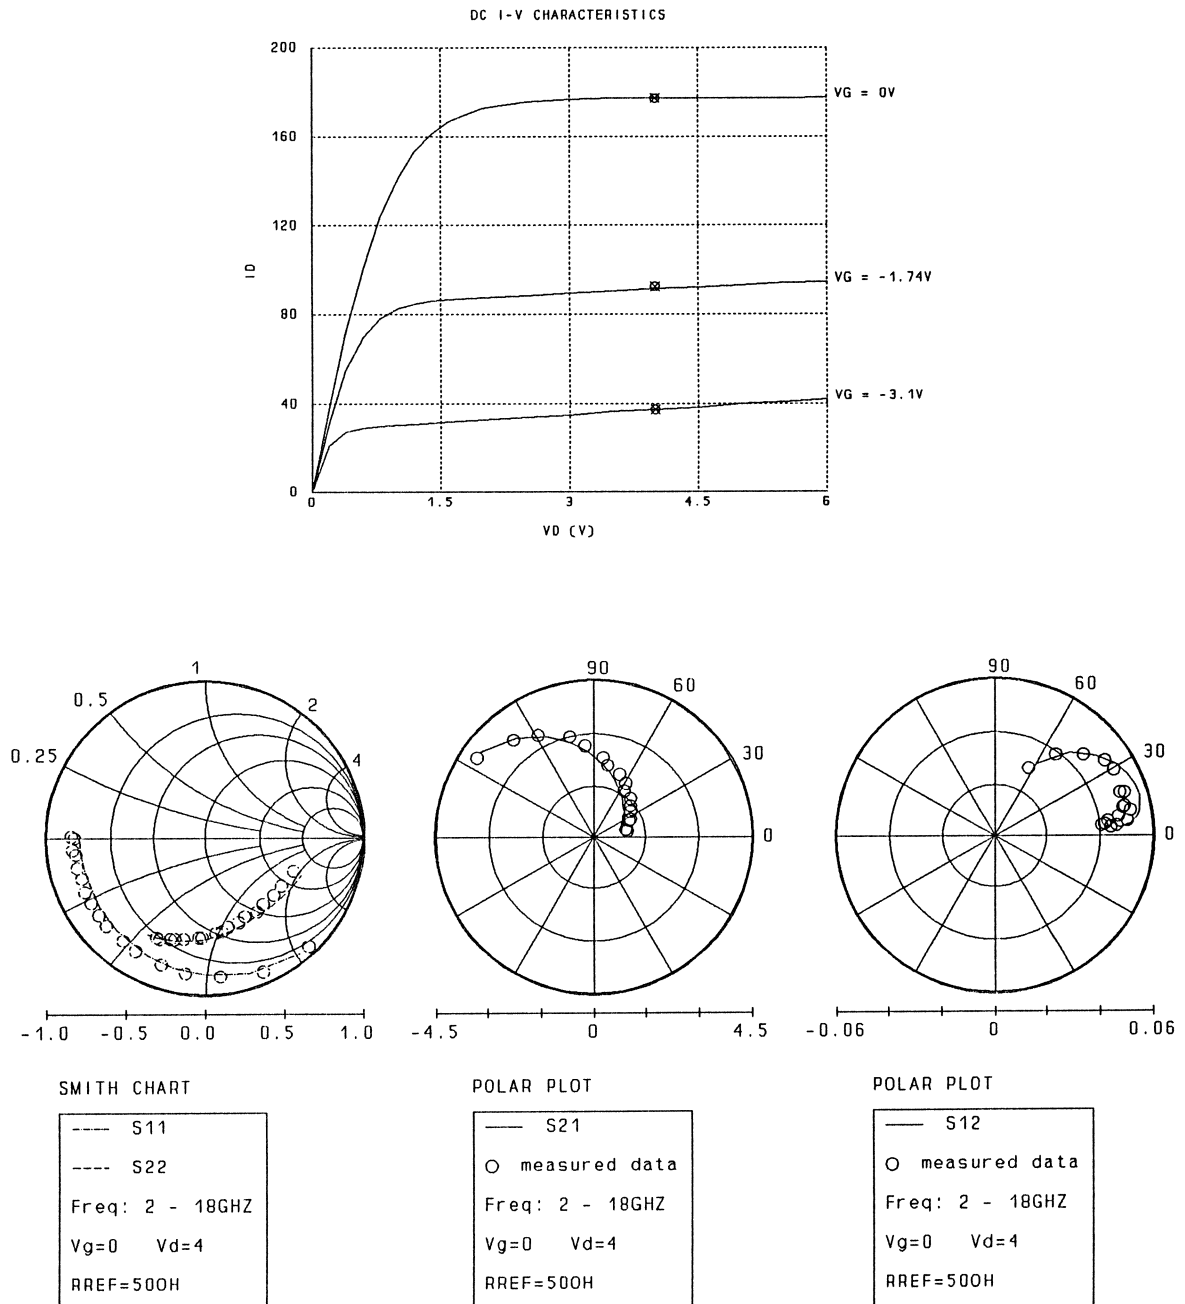 DC I-V CHARACTERISTICS
200
160
120
80
40
0
ID
0 1.5 3 4.5 6
VD (V)
VG = 0V
VG = -1.74V
VG = -3.1V
1
0.5
2
0.25
4
-1.0 -0.5 0.0 0.5 1.0
SMITH CHART
S11
S22
Freq: 2 - 18GHZ
Vg=0 Vd=4
RREF=50OH
90
60
30
0
-4.5 0 4.5
POLAR PLOT
S21
measured data
Freq: 2 - 18GHZ
Vg=0 Vd=4
RREF=50OH
90
60
30
0
-0.06 0 0.06
POLAR PLOT
S12
measured data
Freq: 2 - 18GHZ
Vg=0 Vd=4
RREF=50OH